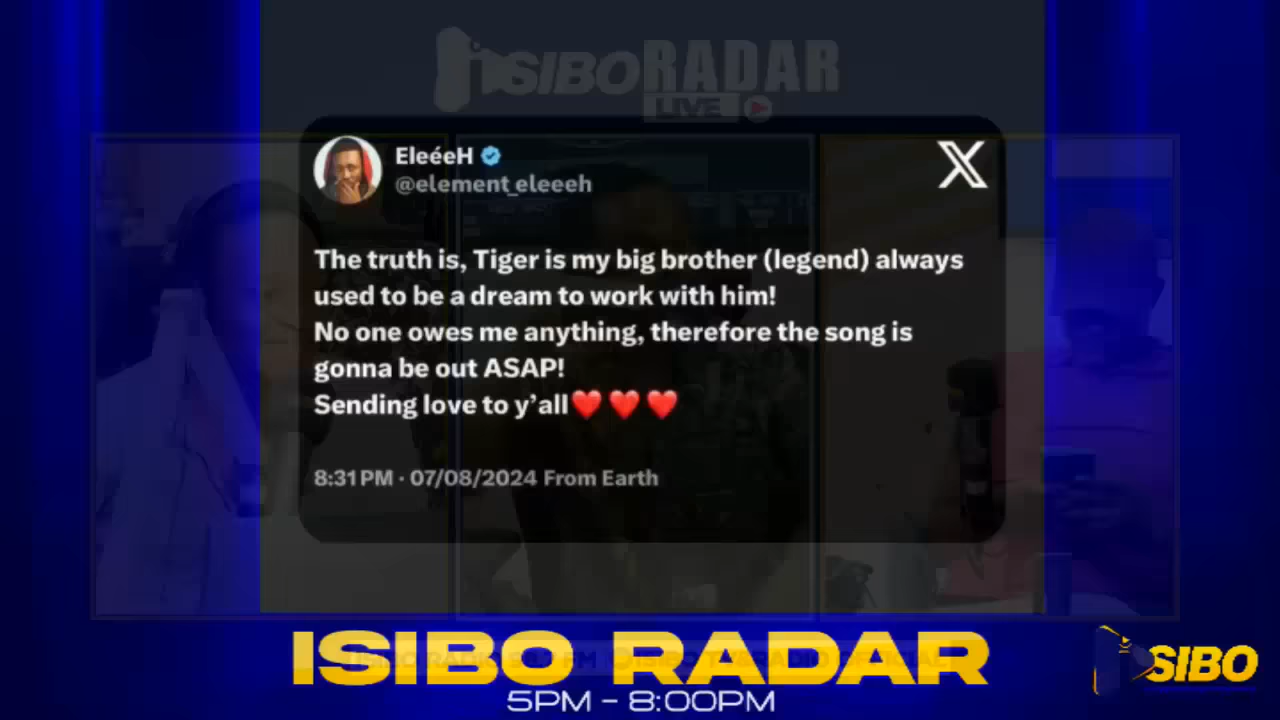 ISIBO RADAR
LIVE
EleéeH
@element_eleeeh
The truth is, Tiger is my big brother (legend) always
used to be a dream to work with him!
No one owes me anything, therefore the song is
gonna be out ASAP!
Sending love to y’all❤️❤️❤️
8:31 PM · 07/08/2024 From Earth
ISIBO RADAR
5PM – 8:00PM
ISIBO